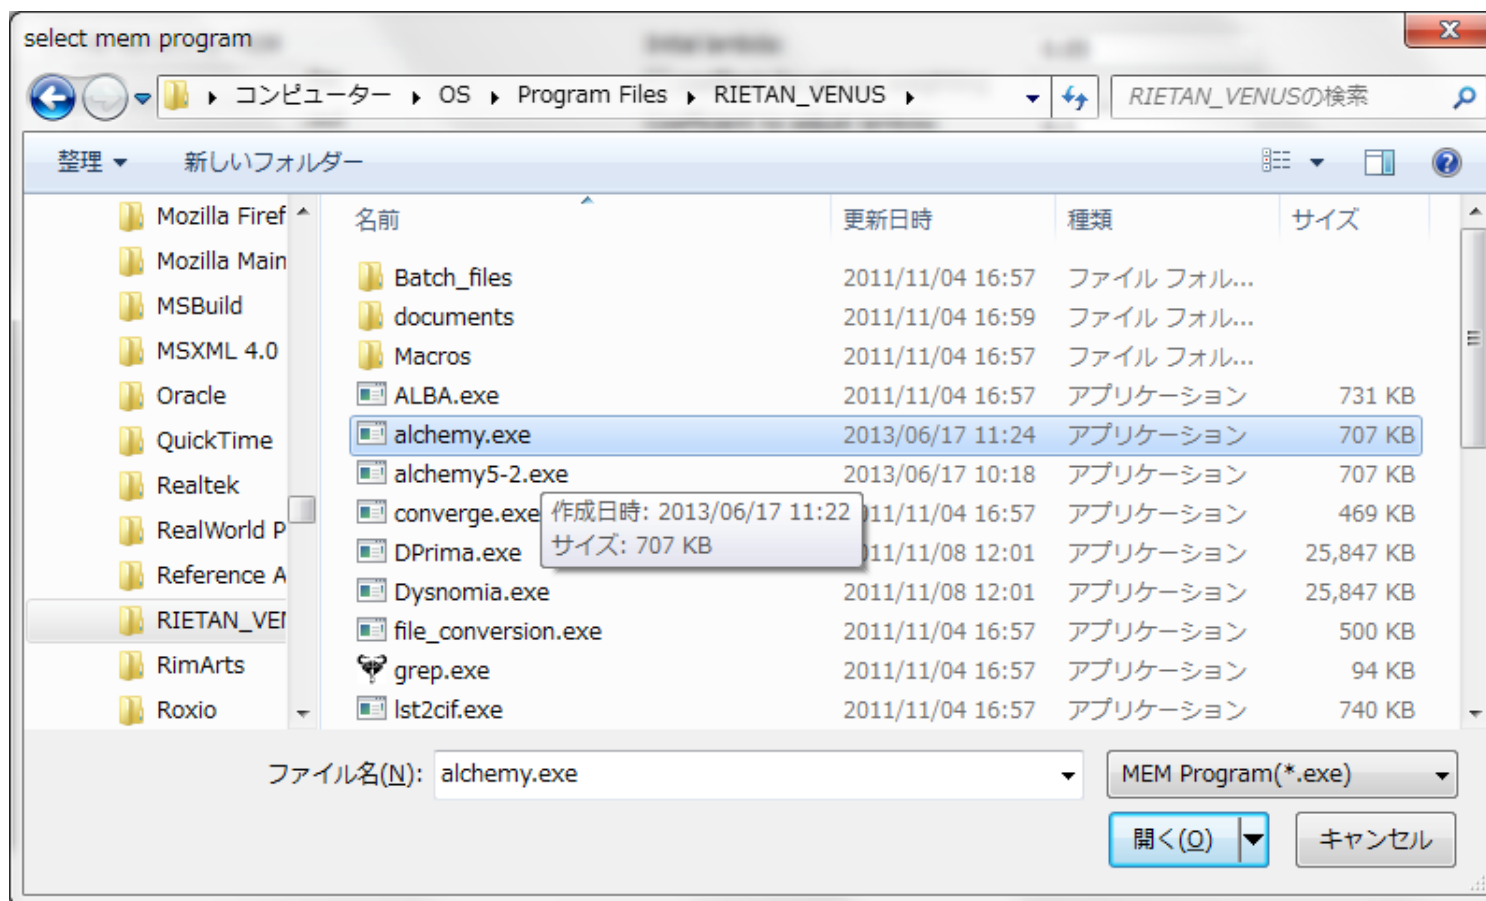 select mem program
コンピューター OS Program Files RIETAN_VENUS RIETAN_VENUSの検索
整理 新しいフォルダー
名前 更新日時 種類 サイズ
Mozilla Firef
Mozilla Main
MSBuild
MSXML 4.0
Oracle
QuickTime
Realtek
RealWorld P
Reference A
RIETAN_VEN
RimArts
Roxio
Batch_files 2011/11/04 16:57 ファイル フォル...
documents 2011/11/04 16:59 ファイル フォル...
Macros 2011/11/04 16:57 ファイル フォル...
ALBA.exe 2011/11/04 16:57 アプリケーション 731 KB
alchemy.exe 2013/06/17 11:24 アプリケーション 707 KB
alchemy5-2.exe 2013/06/17 10:18 アプリケーション 707 KB
converge.exe 011/11/04 16:57 アプリケーション 469 KB
作成日時: 2013/06/17 11:22
サイズ: 707 KB
DPrima.exe 011/11/08 12:01 アプリケーション 25,847 KB
Dysnomia.exe 2011/11/08 12:01 アプリケーション 25,847 KB
file_conversion.exe 2011/11/04 16:57 アプリケーション 500 KB
grep.exe 2011/11/04 16:57 アプリケーション 94 KB
lst2cif.exe 2011/11/04 16:57 アプリケーション 740 KB
ファイル名(N): alchemy.exe MEM Program(*.exe)
開く(O) キャンセル